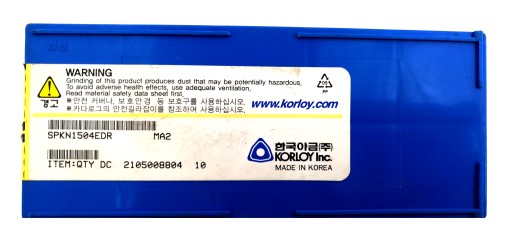 WARNING
Grinding of this product produces dust that may be potentially hazardous.
To avoid adverse health effects, use adequate ventilation.
Read material safety data sheet first.
경고
※안전 커버나, 보호안경 등 보호구를 사용하십시오.
※카다로그의 안전길라잡이를 참조하여 사용하십시오.
www.korloy.com
PP
SPKN1504EDR MA2
ITEM:QTY DC 2105008804 10
한국야금(주)
KORLOY Inc.
MADE IN KOREA